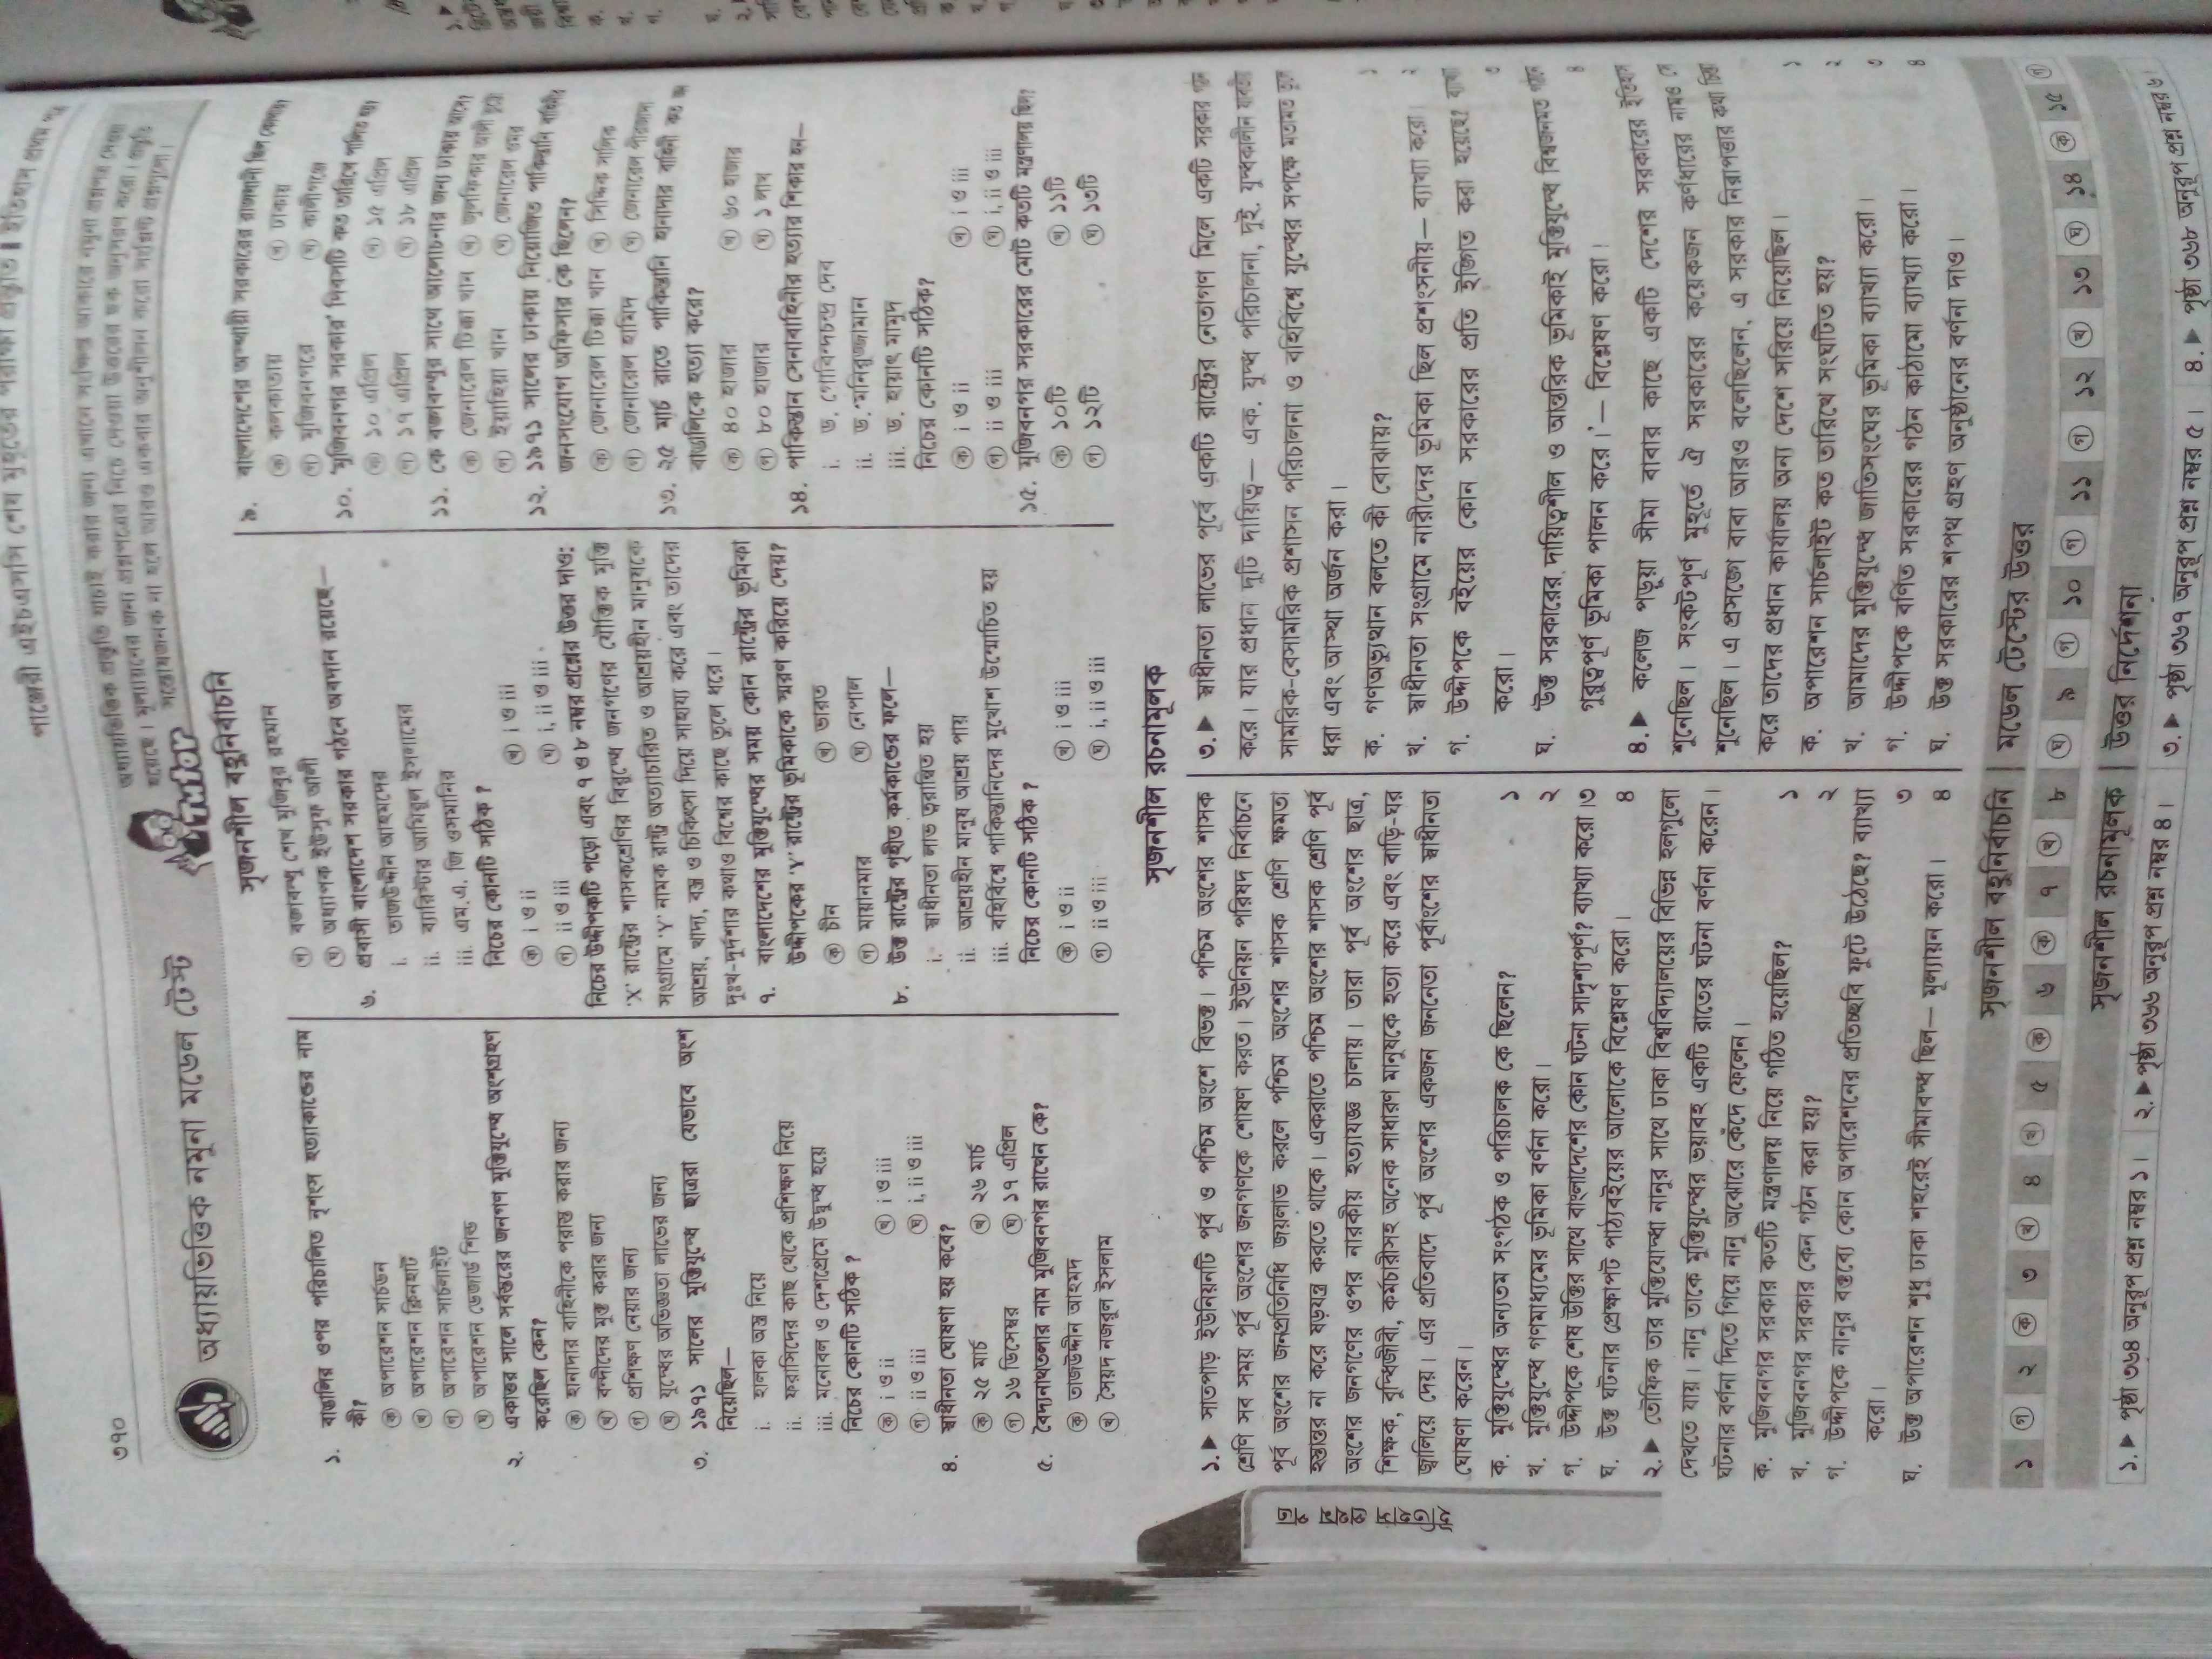 পাঞ্জেরী এইচএসসি শেষ মুহূর্তের পরীক্ষা প্রস্তুতি ‖ ইতিহাস প্রথম পত্র
৩৭০
অধ্যায়ভিত্তিক প্রস্তুতি যাচাই করার জন্য এখানে সংক্ষিপ্ত আকারে নমুনা প্রশ্নপত্র দেওয়া
হয়েছে। মূল্যায়নের জন্য প্রশ্নপত্রের নিচে দেওয়া উত্তরের ছক অনুসরণ করো। প্রস্তুতি
সন্তোষজনক না হলে আরও একবার অনুশীলন করো সংশ্লিষ্ট প্রশ্নগুলো।
Tutor
অধ্যায়ভিত্তিক নমুনা মডেল টেস্ট
সৃজনশীল বহুনির্বাচনি
১. বাঙালির ওপর পরিচালিত নৃশংস হত্যাকাণ্ডের নাম
কী?
ক অপারেশন সার্চডন
খ অপারেশন ক্লিনহার্ট
গ অপারেশন সার্চলাইট
ঘ অপারেশন ডেজার্ড শিল্ড
২. একাত্তর সালে সর্বস্তরের জনগণ মুক্তিযুদ্ধে অংশগ্রহণ
করেছিল কেন?
ক হানাদার বাহিনীকে পরাস্ত করার জন্য
খ বন্দীদের মুক্ত করার জন্য
গ প্রশিক্ষণ নেয়ার জন্য
ঘ যুদ্ধের অভিজ্ঞতা লাভের জন্য
৩. ১৯৭১ সালের মুক্তিযুদ্ধে ছাত্ররা যেভাবে অংশ
নিয়েছিল—
i. হালকা অস্ত্র নিয়ে
ii. ফরাসিদের কাছ থেকে প্রশিক্ষণ নিয়ে
iii. মনোবল ও দেশপ্রেমে উদ্বুদ্ধ হয়ে
নিচের কোনটি সঠিক ?
ক i ও ii খ i ও iii
গ ii ও iii ঘ i, ii ও iii
৪. স্বাধীনতা ঘোষণা হয় কবে?
ক ২৫ মার্চ খ ২৬ মার্চ
গ ১৬ ডিসেম্বর ঘ ১৭ এপ্রিল
৫. বৈদ্যনাথতলার নাম মুজিবনগর রাখেন কে?
ক তাজউদ্দীন আহমদ
খ সৈয়দ নজরুল ইসলাম
গ বঙ্গবন্ধু শেখ মুজিবুর রহমান
ঘ অধ্যাপক ইউসুফ আলী
৬. প্রবাসী বাংলাদেশ সরকার গঠনে অবদান রয়েছে—
i. তাজউদ্দীন আহমদের
ii. ব্যারিস্টার আমিরুল ইসলামের
iii. এম.এ. জি ওসমানির
নিচের কোনটি সঠিক ?
ক i ও ii খ i ও iii
গ ii ও iii ঘ i, ii ও iii
নিচের উদ্দীপকটি পড়ো এবং ৭ ও ৮ নম্বর প্রশ্নের উত্তর দাও:
'X' রাষ্ট্রের শাসকশ্রেণির বিরুদ্ধে জনগণের যৌক্তিক মুক্তি
সংগ্রামে 'Y' নামক রাষ্ট্র অত্যাচারিত ও আশ্রয়হীন মানুষকে
আশ্রয়, খাদ্য, বস্ত্র ও চিকিৎসা দিয়ে সাহায্য করে এবং তাদের
দুঃখ-দুর্দশার কথাও বিশ্বের কাছে তুলে ধরে।
৭. বাংলাদেশের মুক্তিযুদ্ধের সময় কোন রাষ্ট্রের ভূমিকা
উদ্দীপকের 'Y' রাষ্ট্রের ভূমিকাকে স্মরণ করিয়ে দেয়?
ক চীন খ ভারত
গ মায়ানমার ঘ নেপাল
৮. উক্ত রাষ্ট্রের গৃহীত কর্মকাণ্ডের ফলে—
i. স্বাধীনতা লাভ ত্বরান্বিত হয়
ii. আশ্রয়হীন মানুষ আশ্রয় পায়
iii. বহির্বিশ্বে পাকিস্তানিদের মুখোশ উন্মোচিত হয়
নিচের কোনটি সঠিক ?
ক i ও ii খ i ও iii
গ ii ও iii ঘ i, ii ও iii
৯. বাংলাদেশের অস্থায়ী সরকারের রাজধানী ছিল কোথায়?
ক কলকাতায় খ ঢাকায়
গ মুজিবনগরে ঘ কালীগঞ্জে
১০. 'মুজিবনগর সরকার' দিবসটি কত তারিখে পালিত হয়?
ক ১০ এপ্রিল খ ১৫ এপ্রিল
গ ১৭ এপ্রিল ঘ ১৮ এপ্রিল
১১. কে বঙ্গবন্ধুর সাথে আলোচনার জন্য ঢাকায় আসে?
ক জেনারেল টিক্কা খান খ জুলফিকার আলী ভুট্টো
গ ইয়াহিয়া খান ঘ জেনারেল ওমর
১২. ১৯৭১ সালের ঢাকায় নিয়োজিত পাকিস্তানি বাহিনীর
জনসংযোগ অফিসার কে ছিলেন?
ক জেনারেল টিক্কা খান খ সিদ্দিক সালিক
গ জেনারেল হামিদ ঘ জেনারেল পীরজাদা
১৩. ২৫ মার্চ রাতে পাকিস্তানি হানাদার বাহিনী কত জন
বাঙালিকে হত্যা করে?
ক ৪০ হাজার খ ৬০ হাজার
গ ৮০ হাজার ঘ ১ লাখ
১৪. পাকিস্তান সেনাবাহিনীর হত্যার শিকার হন—
i. ড. গোবিন্দচন্দ্র দেব
ii. ড. মনিরুজ্জামান
iii. ড. হায়াৎ মামুদ
নিচের কোনটি সঠিক?
ক i ও ii খ i ও iii
গ ii ও iii ঘ i, ii ও iii
১৫. মুজিবনগর সরকারের মোট কতটি মন্ত্রণালয় ছিল?
ক ১০টি খ ১১টি
গ ১২টি ঘ ১৩টি
সৃজনশীল রচনামূলক
ইতিহাস প্রথম পত্র
১.▶ সাতপাড় ইউনিয়নটি পূর্ব ও পশ্চিম অংশে বিভক্ত। পশ্চিম অংশের শাসক
শ্রেণি সব সময় পূর্ব অংশের জনগণকে শোষণ করত। ইউনিয়ন পরিষদ নির্বাচনে
পূর্ব অংশের জনপ্রতিনিধি জয়লাভ করলে পশ্চিম অংশের শাসক শ্রেণি ক্ষমতা
হস্তান্তর না করে ষড়যন্ত্র করতে থাকে। একরাতে পশ্চিম অংশের শাসক শ্রেণি পূর্ব
অংশের জনগণের ওপর নারকীয় হত্যাযজ্ঞ চালায়। তারা পূর্ব অংশের ছাত্র,
শিক্ষক, বুদ্ধিজীবী, কর্মচারীসহ অনেক সাধারণ মানুষকে হত্যা করে এবং বাড়ি-ঘর
জ্বালিয়ে দেয়। এর প্রতিবাদে পূর্ব অংশের একজন জননেতা পূর্বাংশের স্বাধীনতা
ঘোষণা করেন।
ক. মুক্তিযুদ্ধের অন্যতম সংগঠক ও পরিচালক কে ছিলেন? ১
খ. মুক্তিযুদ্ধে গণমাধ্যমের ভূমিকা বর্ণনা করো। ২
গ. উদ্দীপকে শেষ উক্তির সাথে বাংলাদেশের কোন ঘটনা সাদৃশ্যপূর্ণ? ব্যাখ্যা করো।৩
ঘ. উক্ত ঘটনার প্রেক্ষাপট পাঠ্যবইয়ের আলোকে বিশ্লেষণ করো। ৪
২.▶ তৌফিক তার মুক্তিযোদ্ধা নানুর সাথে ঢাকা বিশ্ববিদ্যালয়ের বিভিন্ন হলগুলো
দেখতে যায়। নানু তাকে মুক্তিযুদ্ধের ভয়াবহ একটি রাতের ঘটনা বর্ণনা করেন।
ঘটনার বর্ণনা দিতে গিয়ে নানু অঝোরে কেঁদে ফেলেন।
ক. মুজিবনগর সরকার কতটি মন্ত্রণালয় নিয়ে গঠিত হয়েছিল? ১
খ. মুজিবনগর সরকার কেন গঠন করা হয়? ২
গ. উদ্দীপকে নানুর বক্তব্যে কোন অপারেশনের প্রতিচ্ছবি ফুটে উঠেছে? ব্যাখ্যা
করো। ৩
ঘ. উক্ত অপারেশন শুধু ঢাকা শহরেই সীমাবদ্ধ ছিল— মূল্যায়ন করো। ৪
৩.▶ স্বাধীনতা লাভের পূর্বে একটি রাষ্ট্রের নেতাগণ মিলে একটি সরকার গঠন
করে। যার প্রধান দুটি দায়িত্ব— এক. যুদ্ধ পরিচালনা, দুই. যুদ্ধকালীন যাবতীয়
সামরিক-বেসামরিক প্রশাসন পরিচালনা ও বহির্বিশ্বে যুদ্ধের সপক্ষে মতামত তুলে
ধরা এবং আস্থা অর্জন করা।
ক. গণঅভ্যুত্থান বলতে কী বোঝায়? ১
খ. স্বাধীনতা সংগ্রামে নারীদের ভূমিকা ছিল প্রশংসনীয়— ব্যাখ্যা করো। ২
গ. উদ্দীপকে বইয়ের কোন সরকারের প্রতি ইঙ্গিত করা হয়েছে? ব্যাখ্যা
করো। ৩
ঘ. 'উক্ত সরকারের দায়িত্বশীল ও আন্তরিক ভূমিকাই মুক্তিযুদ্ধে বিশ্বজনমত গঠনে
গুরুত্বপূর্ণ ভূমিকা পালন করে।'— বিশ্লেষণ করো। ৪
৪.▶ কলেজ পড়ুয়া সীমা বাবার কাছে একটি দেশের সরকারের ইতিহাস
শুনেছিল। সংকটপূর্ণ মুহূর্তে ঐ সরকারের কয়েকজন কর্ণধারের নামও সে
শুনেছিল। এ প্রসঙ্গে বাবা আরও বলেছিলেন, এ সরকার নিরাপত্তার কথা চিন্তা
করে তাদের প্রধান কার্যালয় অন্য দেশে সরিয়ে নিয়েছিল।
ক. অপারেশন সার্চলাইট কত তারিখে সংঘটিত হয়? ১
খ. আমাদের মুক্তিযুদ্ধে জাতিসংঘের ভূমিকা ব্যাখ্যা করো। ২
গ. উদ্দীপকে বর্ণিত সরকারের গঠন কাঠামো ব্যাখ্যা করো। ৩
ঘ. উক্ত সরকারের শপথ গ্রহণ অনুষ্ঠানের বর্ণনা দাও। ৪
সৃজনশীল বহুনির্বাচনি | মডেল টেস্টের উত্তর
১ গ ২ ক ৩ খ ৪ খ ৫ ক ৬ ক ৭ খ ৮ ঘ ৯ গ ১০ গ ১১ গ ১২ খ ১৩ ঘ ১৪ ক ১৫ গ
সৃজনশীল রচনামূলক | উত্তর নির্দেশনা
১.▶ পৃষ্ঠা ৩৬৪ অনুরূপ প্রশ্ন নম্বর ১। ২.▶ পৃষ্ঠা ৩৬৬ অনুরূপ প্রশ্ন নম্বর ৪। ৩.▶ পৃষ্ঠা ৩৬৭ অনুরূপ প্রশ্ন নম্বর ৫। ৪.▶ পৃষ্ঠা ৩৬৮ অনুরূপ প্রশ্ন নম্বর ৬।